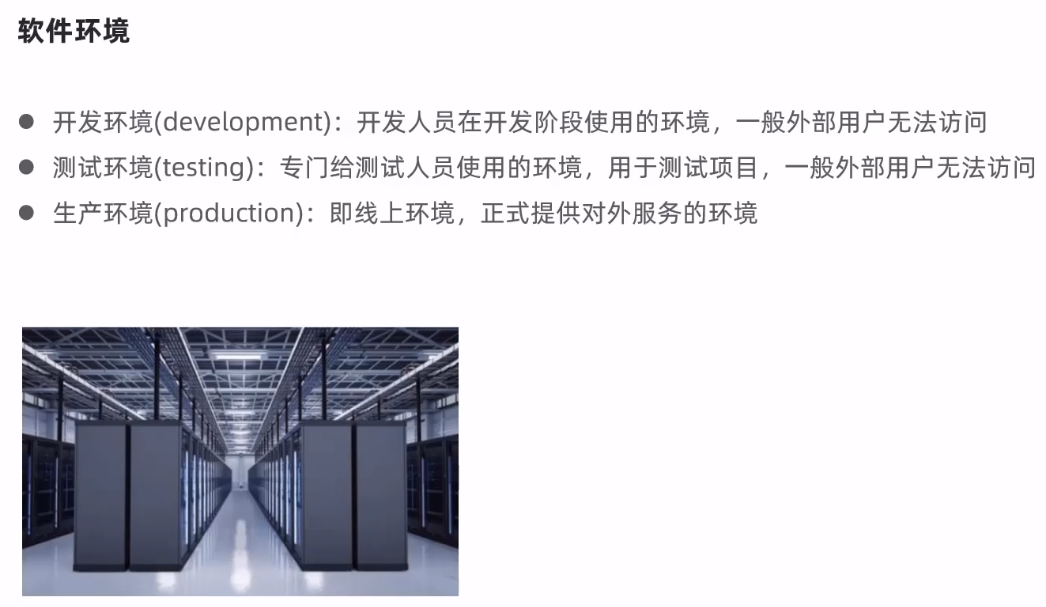 软件环境
● 开发环境(development)：开发人员在开发阶段使用的环境，一般外部用户无法访问
● 测试环境(testing)：专门给测试人员使用的环境，用于测试项目，一般外部用户无法访问
● 生产环境(production)：即线上环境，正式提供对外服务的环境